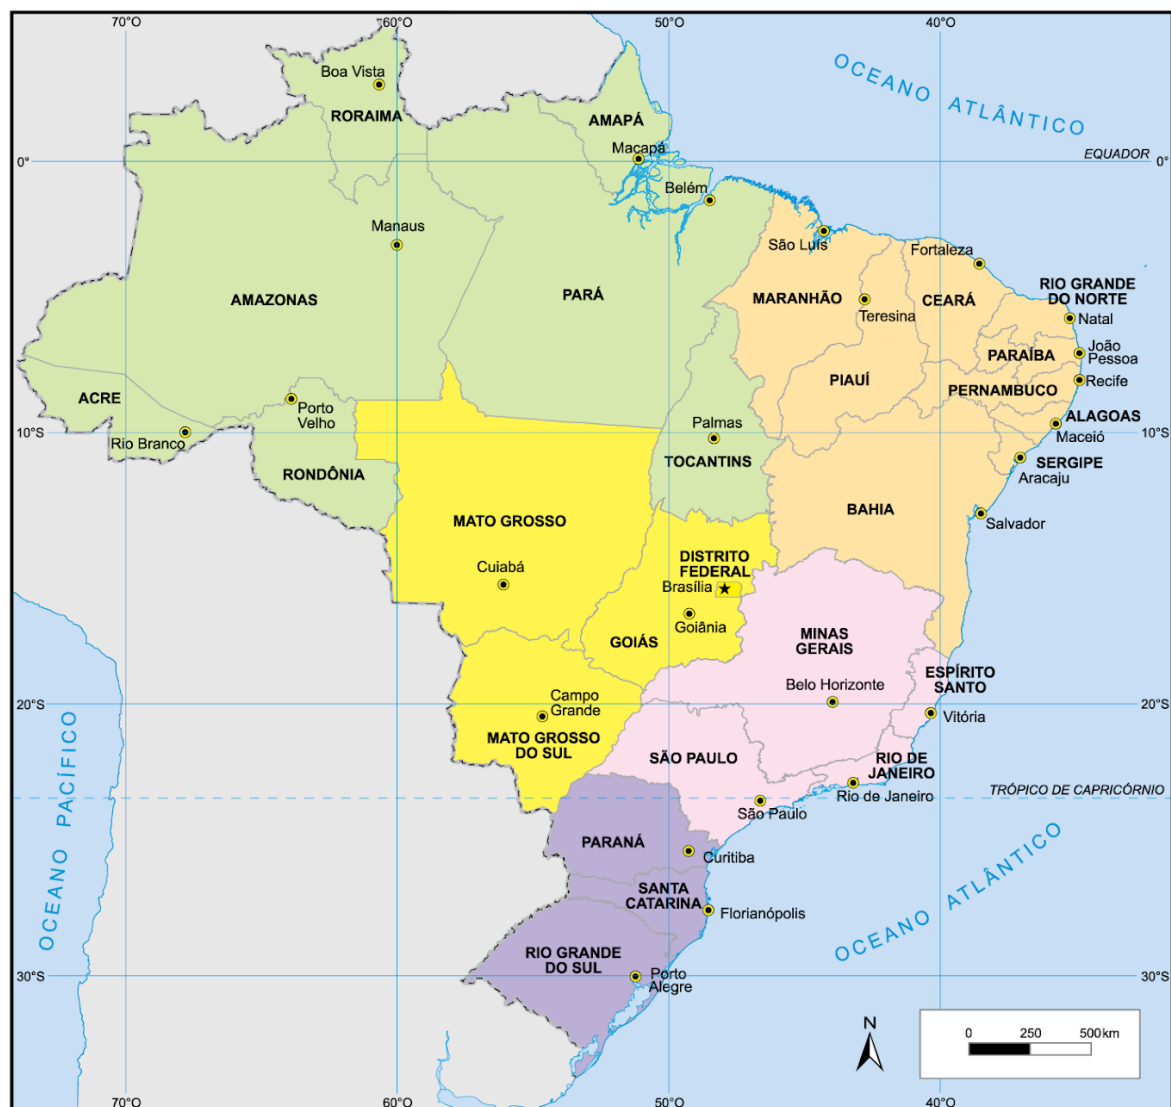 70°O
60°O
50°O
40°O
OCEANO ATLÂNTICO
Boa Vista
RORAIMA
AMAPÁ
Macapá
EQUADOR
0°
0°
Belém
Manaus
São Luís
Fortaleza
AMAZONAS
PARÁ
MARANHÃO
Teresina
CEARÁ
RIO GRANDE
DO NORTE
Natal
PARAÍBA
João
Pessoa
PIAUÍ
PERNAMBUCO
Recife
ACRE
Porto
Velho
ALAGOAS
Maceió
Rio Branco
10°S
10°S
Palmas
TOCANTINS
RONDÔNIA
SERGIPE
Aracaju
BAHIA
Salvador
MATO GROSSO
Cuiabá
DISTRITO
FEDERAL
Brasília
GOIÁS
Goiânia
MINAS
GERAIS
Belo Horizonte
ESPÍRITO
SANTO
Vitória
20°S
20°S
Campo
Grande
MATO GROSSO
DO SUL
SÃO PAULO
RIO DE
JANEIRO
Rio de Janeiro
São Paulo
TRÓPICO DE CAPRICÓRNIO
OCEANO PACÍFICO
PARANÁ
Curitiba
SANTA
CATARINA
Florianópolis
OCEANO ATLÂNTICO
RIO GRANDE
DO SUL
Porto
Alegre
30°S
30°S
N
0 250 500 km
70°O
60°O
50°O
40°O